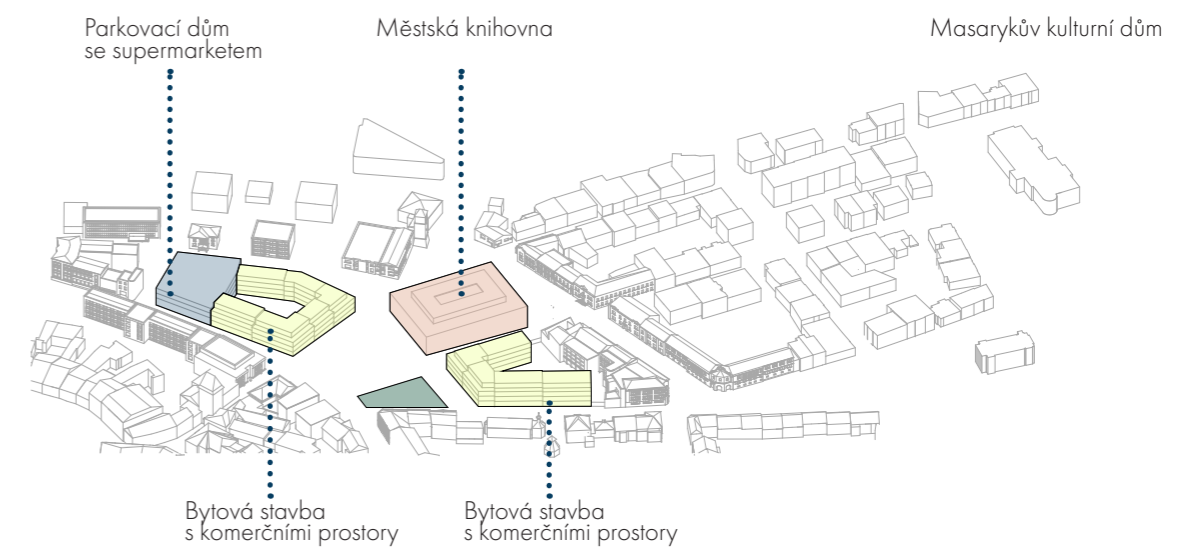 Parkovací dům
se supermarketem
Městská knihovna
Masarykův kulturní dům
Bytová stavba
s komerčními prostory
Bytová stavba
s komerčními prostory